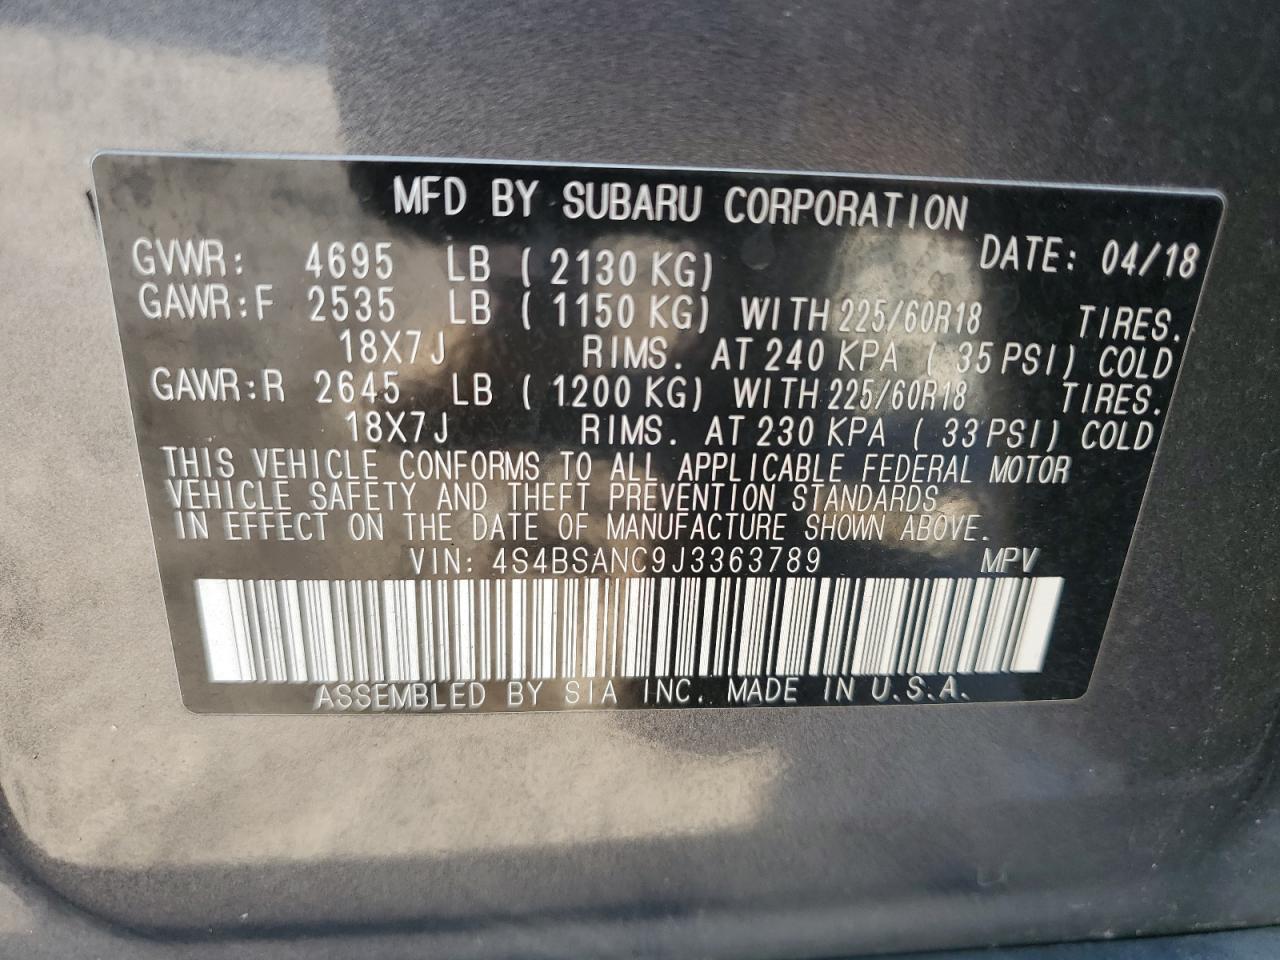 MFD BY SUBARU CORPORATION
GVWR: 4695 LB ( 2130 KG) DATE: 04/18
GAWR:F 2535 LB ( 1150 KG) WITH 225/60R18 TIRES.
18X7J RIMS. AT 240 KPA ( 35 PSI) COLD
GAWR:R 2645 LB ( 1200 KG) WITH 225/60R18 TIRES.
18X7J RIMS. AT 230 KPA ( 33 PSI) COLD
THIS VEHICLE CONFORMS TO ALL APPLICABLE FEDERAL MOTOR
VEHICLE SAFETY AND THEFT PREVENTION STANDARDS
IN EFFECT ON THE DATE OF MANUFACTURE SHOWN ABOVE.
VIN: 4S4BSANC9J3363789 MPV
ASSEMBLED BY SIA INC. MADE IN U.S.A.